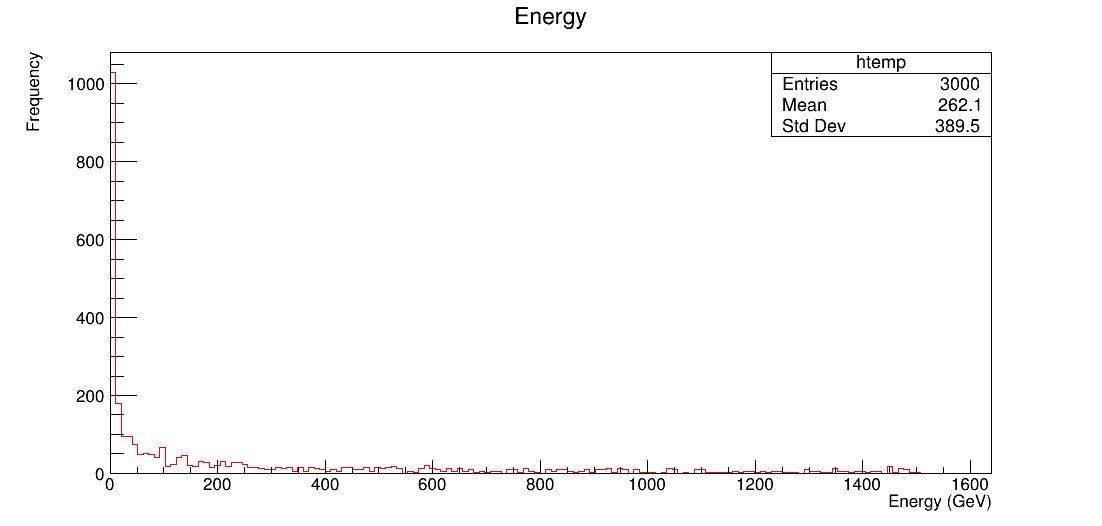 Energy
Frequency
htemp
Entries 3000
Mean 262.1
Std Dev 389.5
1000
800
600
400
200
0
0 200 400 600 800 1000 1200 1400 1600
Energy (GeV)